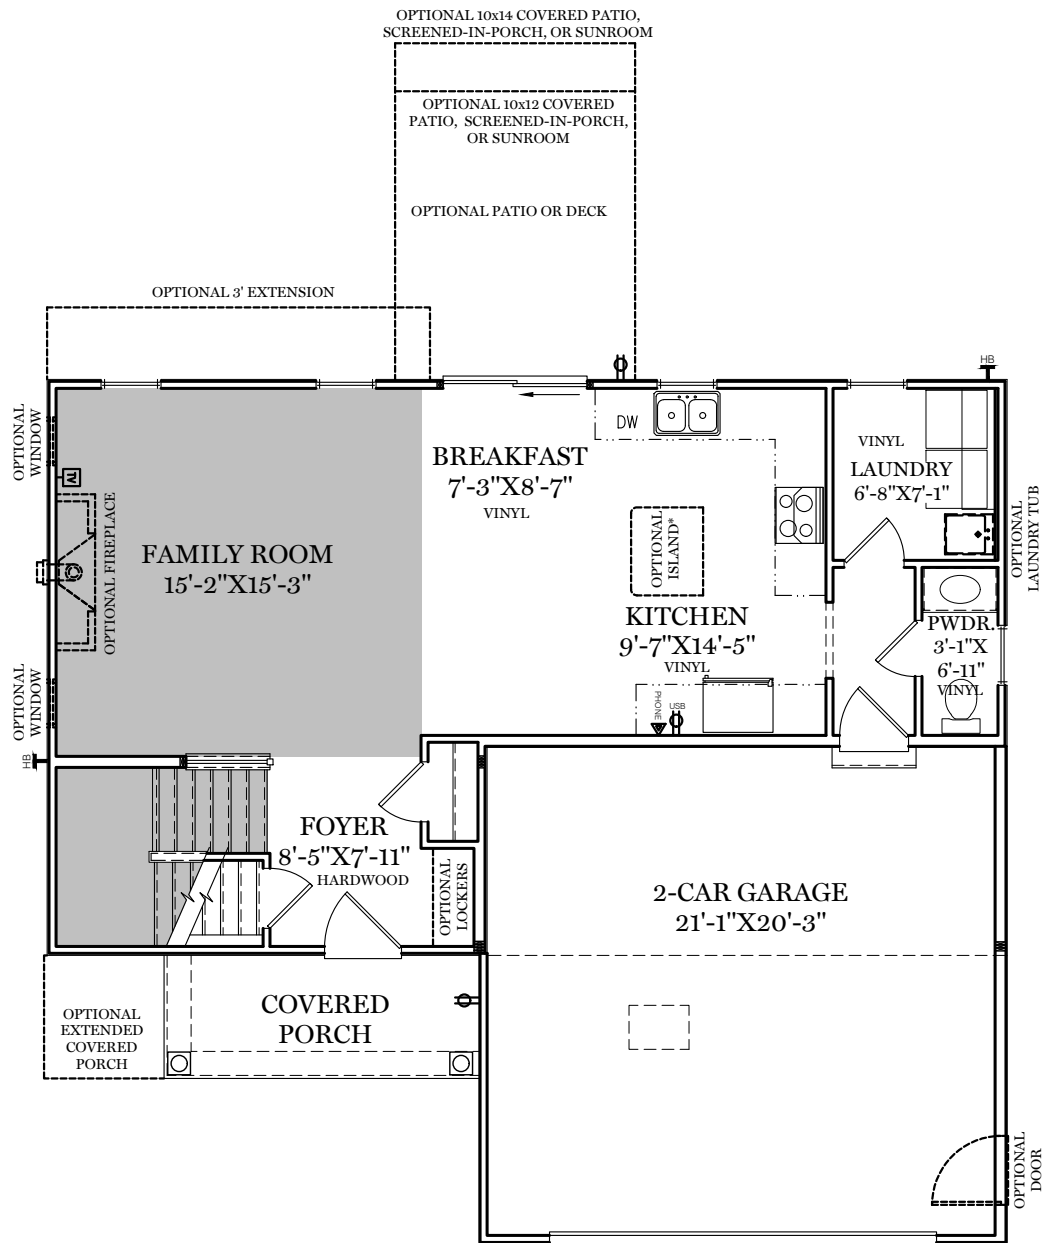 OPTIONAL 10x14 COVERED PATIO,
SCREENED-IN-PORCH, OR SUNROOM
OPTIONAL 10x12 COVERED
PATIO, SCREENED-IN-PORCH,
OR SUNROOM
OPTIONAL PATIO OR DECK
OPTIONAL 3' EXTENSION
HB
OPTIONAL
WINDOW
TV
OPTIONAL FIREPLACE
FAMILY ROOM
15'-2"X15'-3"
BREAKFAST
7'-3"X8'-7"
VINYL
DW
OPTIONAL
ISLAND*
KITCHEN
9'-7"X14'-5"
VINYL
PHONE
USB
VINYL
LAUNDRY
6'-8"X7'-1"
OPTIONAL
LAUNDRY TUB
PWDR.
3'-1"X
6'-11"
VINYL
OPTIONAL
WINDOW
HB
FOYER
8'-5"X7'-11"
HARDWOOD
OPTIONAL
LOCKERS
2-CAR GARAGE
21'-1"X20'-3"
COVERED
PORCH
OPTIONAL
EXTENDED
COVERED
PORCH
OPTIONAL
DOOR